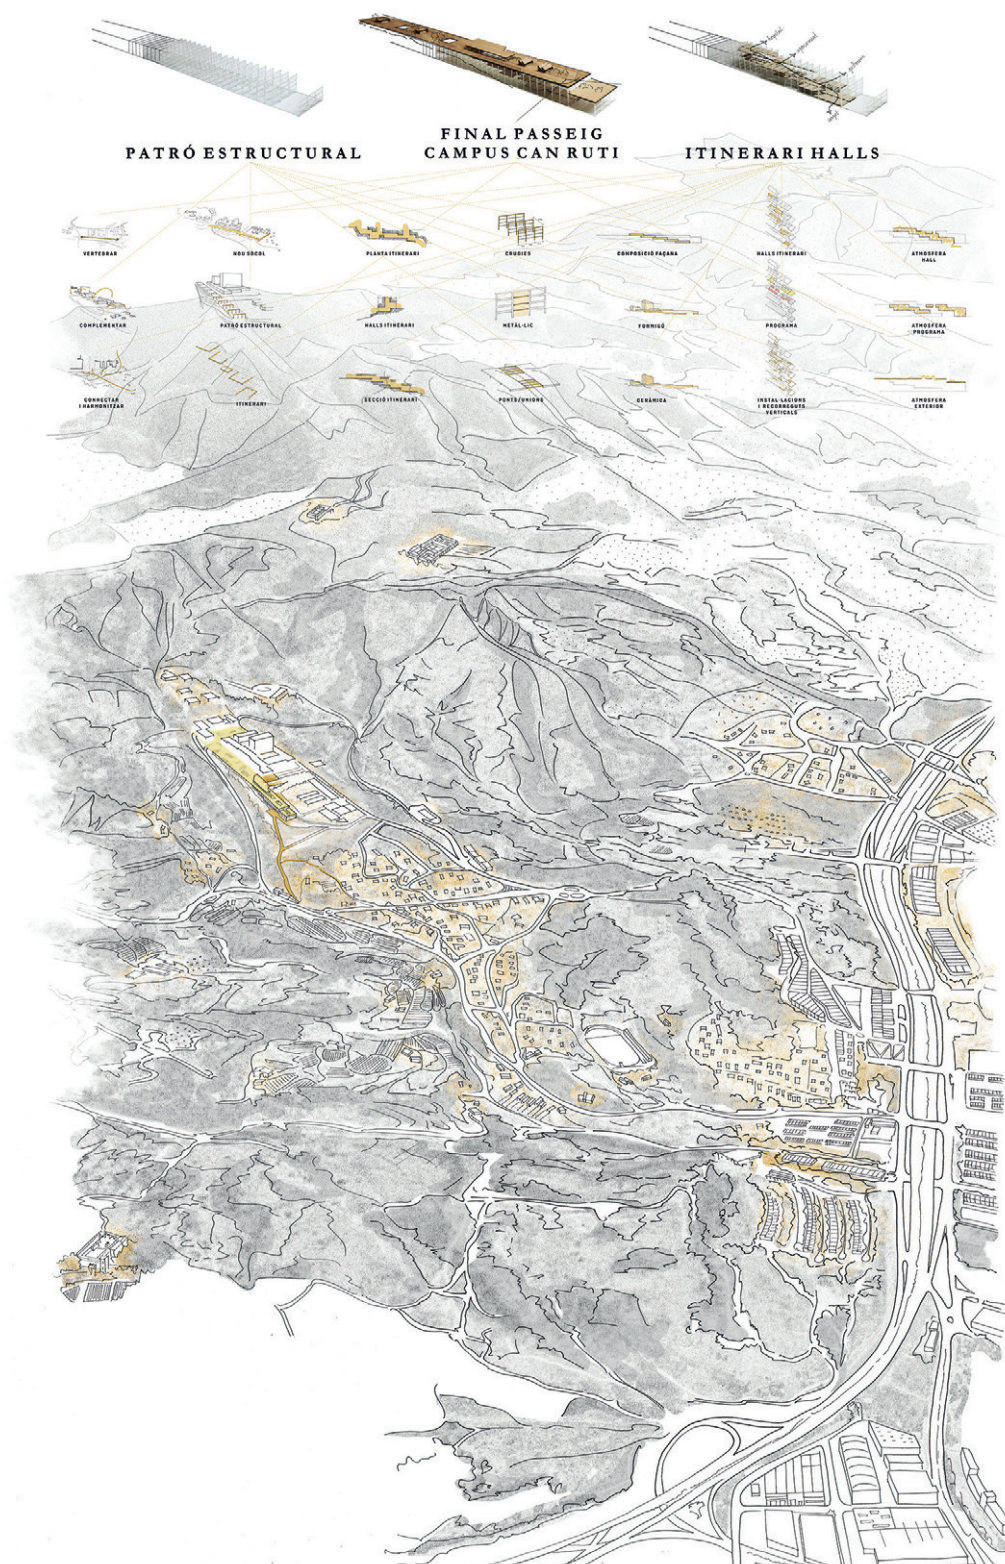 PATRÓ ESTRUCTURAL
FINAL PASSEIG
CAMPUS CAN RUTI
ITINERARI HALLS
VERTEBRAR
NOU SÒCOL
PLANTA ITINERARI
CRUGIES
COMPOSICIÓ FAÇANA
HALLS ITINERARI
ATMOSFERA
HALL
COMPLEMENTAR
PATRÓ ESTRUCTURAL
HALLS ITINERARI
METÀL·LIC
FORMIGÓ
PROGRAMA
ATMOSFERA
PROGRAMA
CONNECTAR
I HARMONITZAR
ITINERARI
SECCIÓ ITINERARI
PONTS/UNIONS
CERÀMICA
INSTAL·LACIONS
I RECORREGUTS
VERTICALS
ATMOSFERA
EXTERIOR